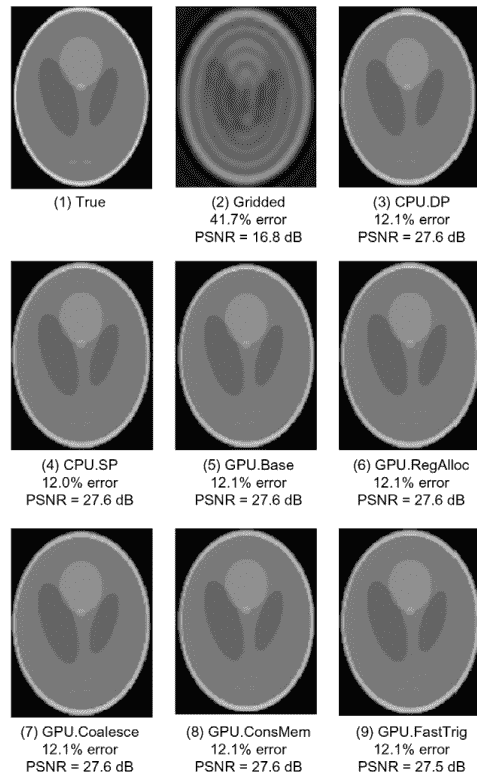 (1) True
(2) Gridded
41.7% error
PSNR = 16.8 dB
(3) CPU.DP
12.1% error
PSNR = 27.6 dB
(4) CPU.SP
12.0% error
PSNR = 27.6 dB
(5) GPU.Base
12.1% error
PSNR = 27.6 dB
(6) GPU.RegAlloc
12.1% error
PSNR = 27.6 dB
(7) GPU.Coalesce
12.1% error
PSNR = 27.6 dB
(8) GPU.ConsMem
12.1% error
PSNR = 27.6 dB
(9) GPU.FastTrig
12.1% error
PSNR = 27.5 dB